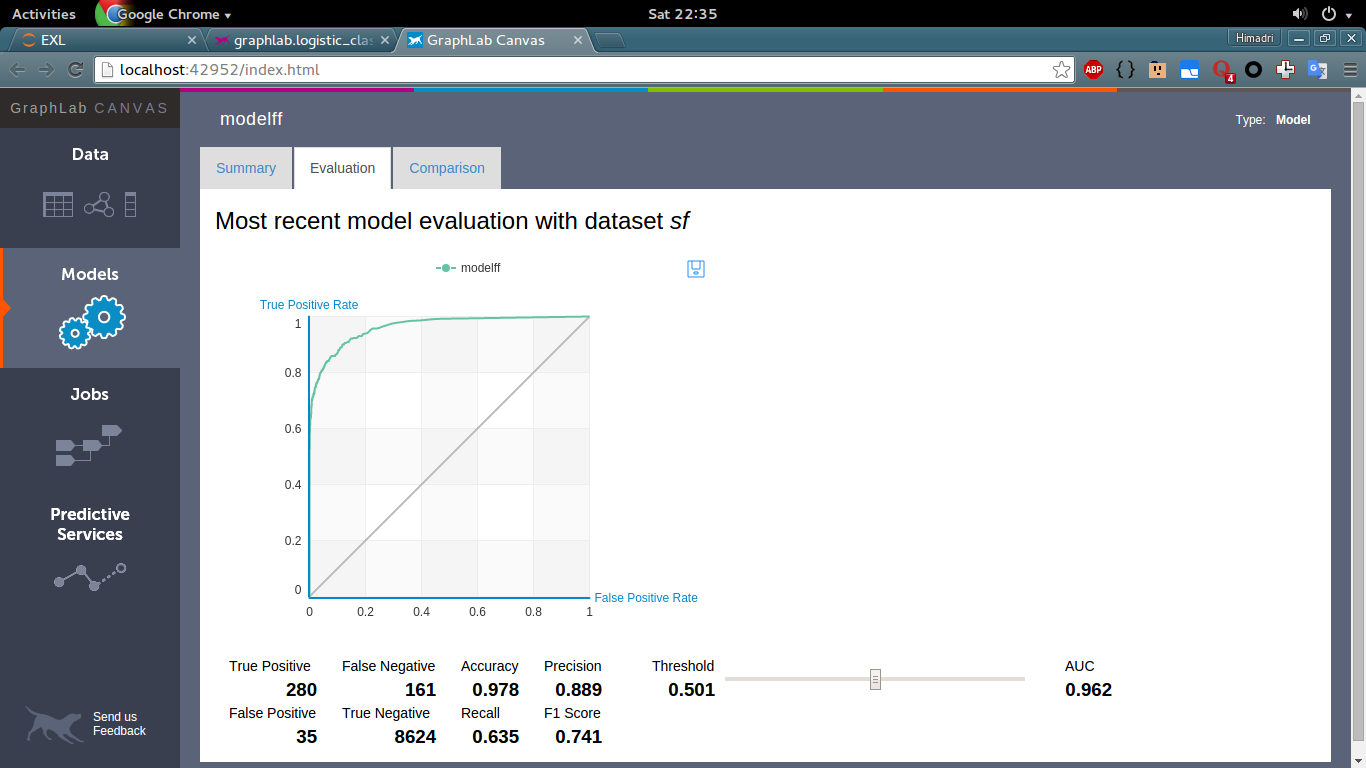 Activities Google Chrome Sat 22:35
EXL graphlab.logistic_clas GraphLab Canvas Himadri
localhost:42952/index.html ABP {} 4
GraphLab CANVAS
modelff Type: Model
Data
Summary Evaluation Comparison
Most recent model evaluation with dataset sf
Models
modelff
True Positive Rate
1
0.8
0.6
0.4
0.2
0
0 0.2 0.4 0.6 0.8 1
False Positive Rate
Jobs
Predictive
Services
True Positive False Negative Accuracy Precision Threshold AUC
280 161 0.978 0.889 0.501 0.962
False Positive True Negative Recall F1 Score
35 8624 0.635 0.741
Send us
Feedback